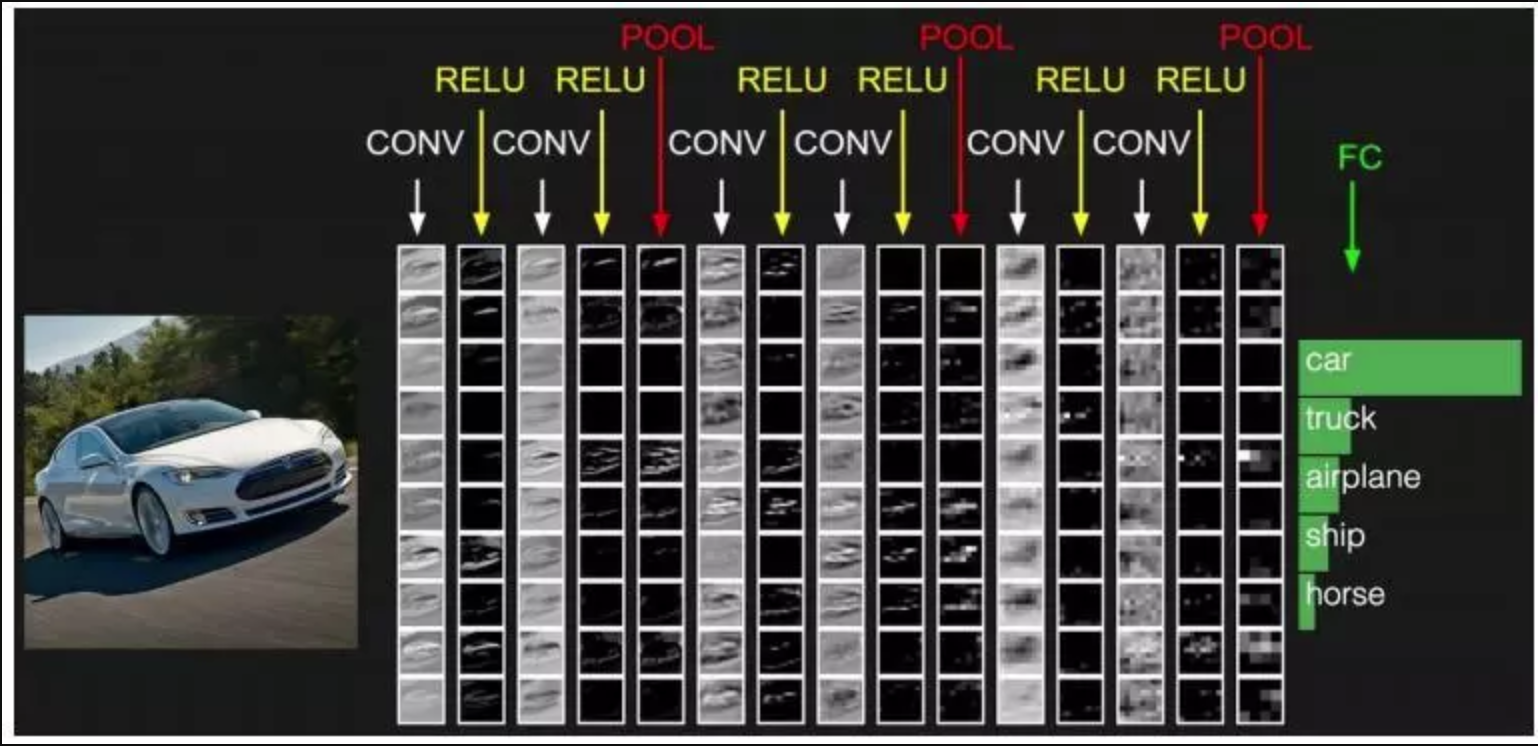 POOL POOL POOL
RELU RELU RELU RELU RELU RELU
CONV CONV CONV CONV CONV CONV
FC
car
truck
airplane
ship
horse